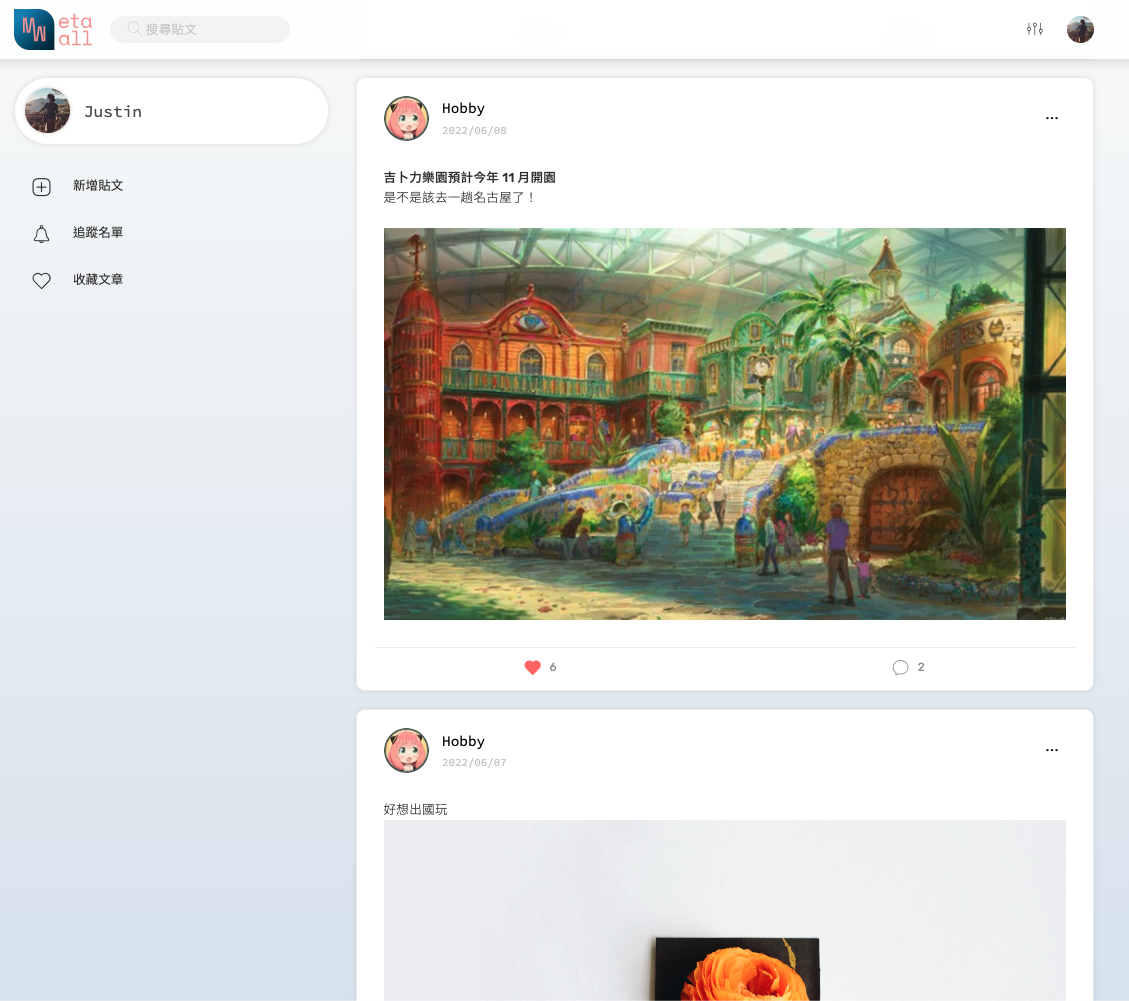 MW eta
all
搜尋貼文
Justin
新增貼文
追蹤名單
收藏文章
Hobby
2022/06/08
吉卜力樂園預計今年 11 月開園
是不是該去一趟名古屋了！
6
2
Hobby
2022/06/07
好想出國玩